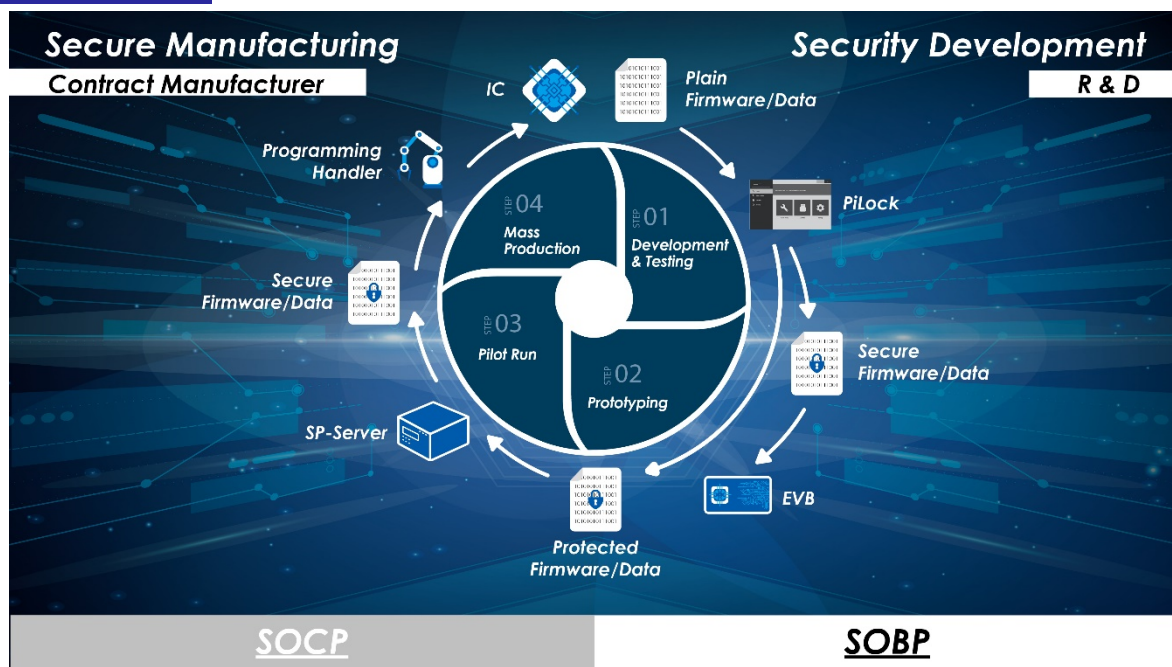 Secure Manufacturing
Contract Manufacturer
Security Development
R & D
IC
Plain
Firmware/Data
Programming
Handler
PiLock
STEP 04
Mass
Production
STEP 01
Development
& Testing
Secure
Firmware/Data
STEP 03
Pilot Run
STEP 02
Prototyping
Secure
Firmware/Data
SP-Server
EVB
Protected
Firmware/Data
SOCP
SOBP